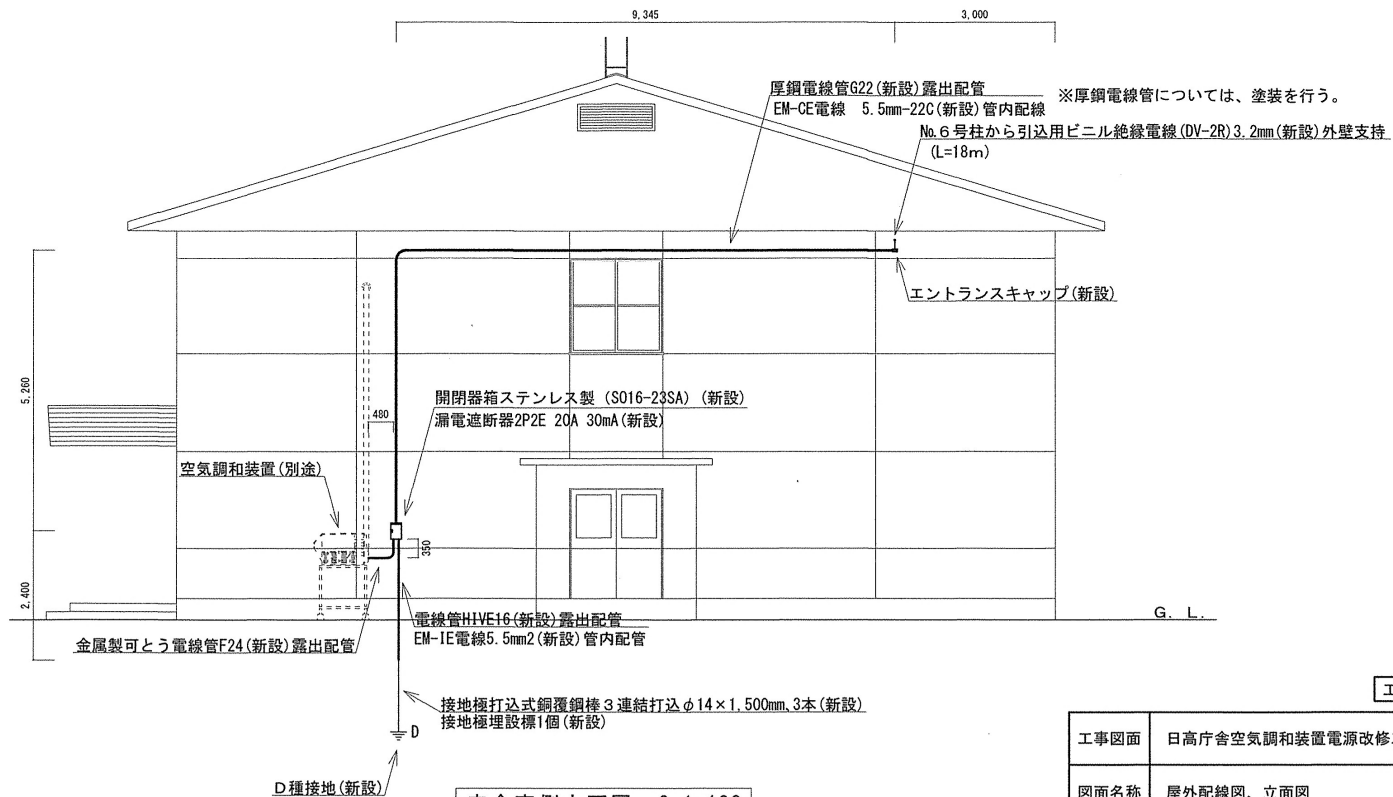 9,345
3,000
厚鋼電線管G22(新設)露出配管
※厚鋼電線管については、塗装を行う。
EM-CE電線 5.5mm-22C(新設)管内配線
No.6号柱から引込用ビニル絶縁電線(DV-2R)3.2mm(新設)外壁支持
(L=18m)
エントランスキャップ(新設)
5,260
480
開閉器箱ステンレス製 (SO16-23SA) (新設)
漏電遮断器2P2E 20A 30mA(新設)
空気調和装置(別途)
350
2,400
電線管HIVE16(新設)露出配管
EM-IE電線5.5mm2(新設)管内配管
G. L.
金属製可とう電線管F24(新設)露出配管
接地極打込式銅覆鋼棒3連結打込φ14×1,500mm、3本(新設)
接地極埋設標1個(新設)
D
D種接地(新設)
工事図面
日高庁舎空気調和装置電源改修
図面名称
屋外配線図、立面図